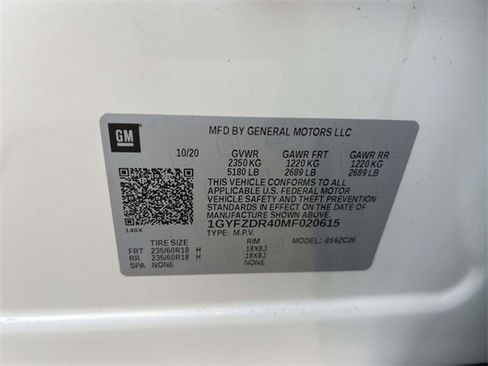 GM
MFD BY GENERAL MOTORS LLC
10/20 GVWR GAWR FRT GAWR RR
2350 KG 1220 KG 1220 KG
5180 LB 2689 LB 2689 LB
THIS VEHICLE CONFORMS TO ALL
APPLICABLE U.S. FEDERAL MOTOR
VEHICLE SAFETY AND THEFT PREVENTION
STANDARDS IN EFFECT ON THE DATE
OF MANUFACTURE SHOWN ABOVE.
1GYFZDR40MF020615
140X TYPE: M.P.V. MODEL: 0S6ZC26
TIRE SIZE RIM
FRT 235/60R18 H 18X8J
RR 235/60R18 H 18X8J
SPA NONE NONE